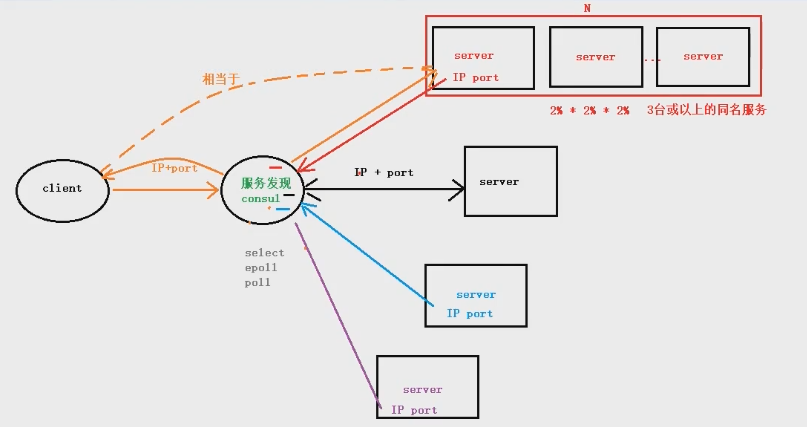 N
server
server
...
server
IP port
相当于
2% * 2% * 2%
3台或以上的同名服务
IP+port
IP + port
client
服务发现
consul
server
select
epoll
poll
server
IP port
server
IP port